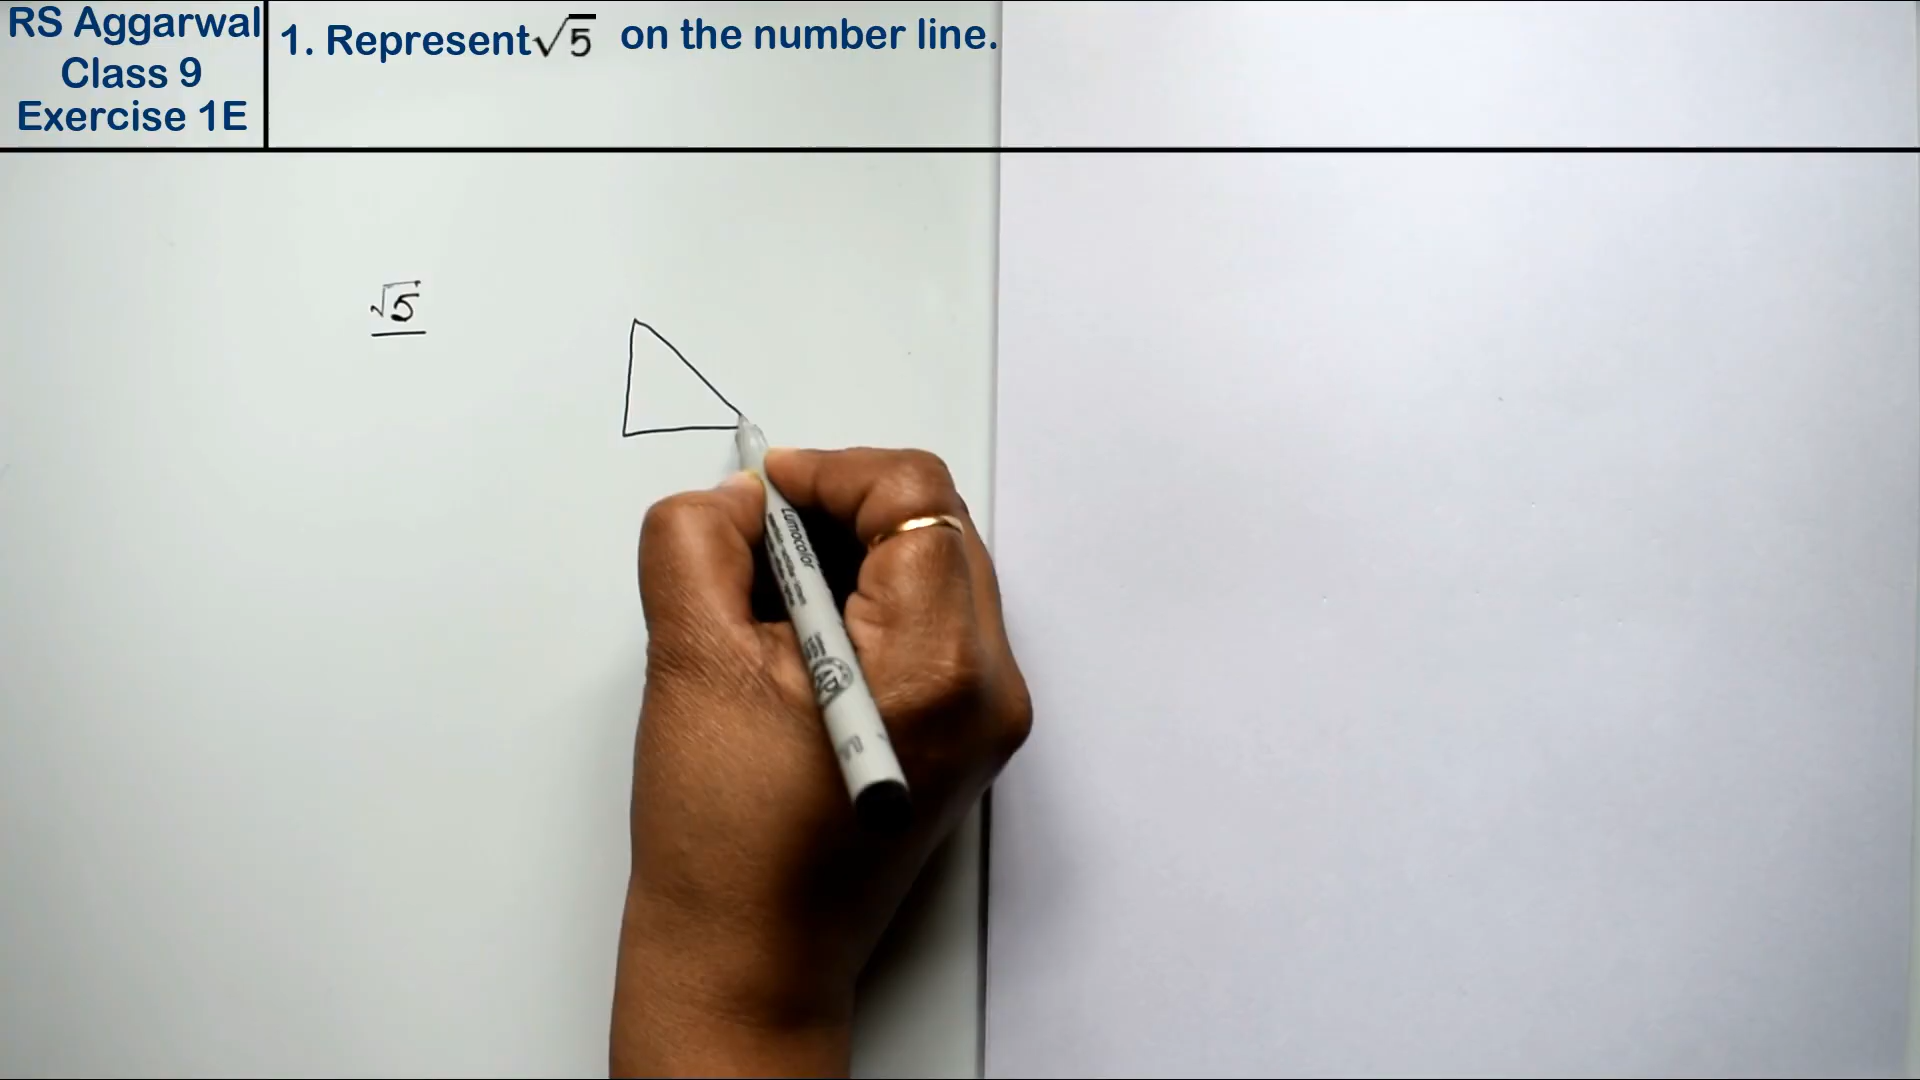 RS Aggarwal
Class 9
Exercise 1E
1. Represent √5 on the number line.
√5
Lumocolor